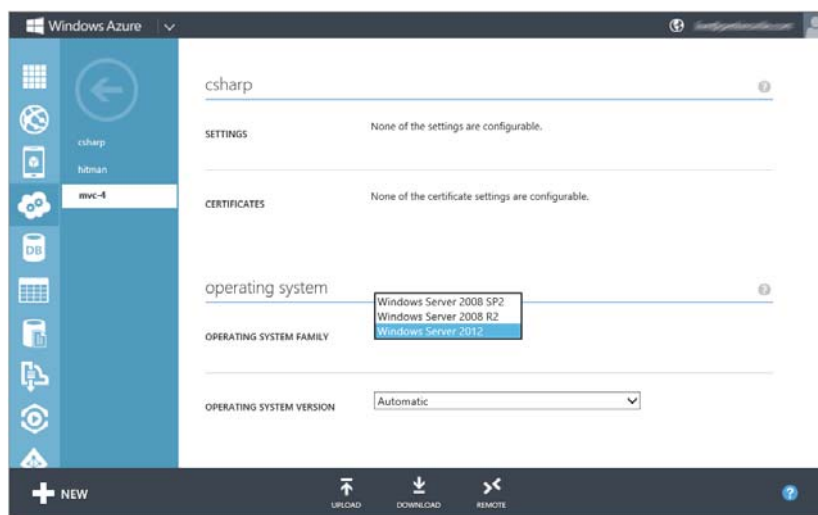 Windows Azure
csharp
hitman
mvc-4
DB
csharp
SETTINGS
None of the settings are configurable.
CERTIFICATES
None of the certificate settings are configurable.
operating system
Windows Server 2008 SP2
Windows Server 2008 R2
Windows Server 2012
OPERATING SYSTEM FAMILY
OPERATING SYSTEM VERSION
Automatic
NEW
UPLOAD
DOWNLOAD
REMOTE